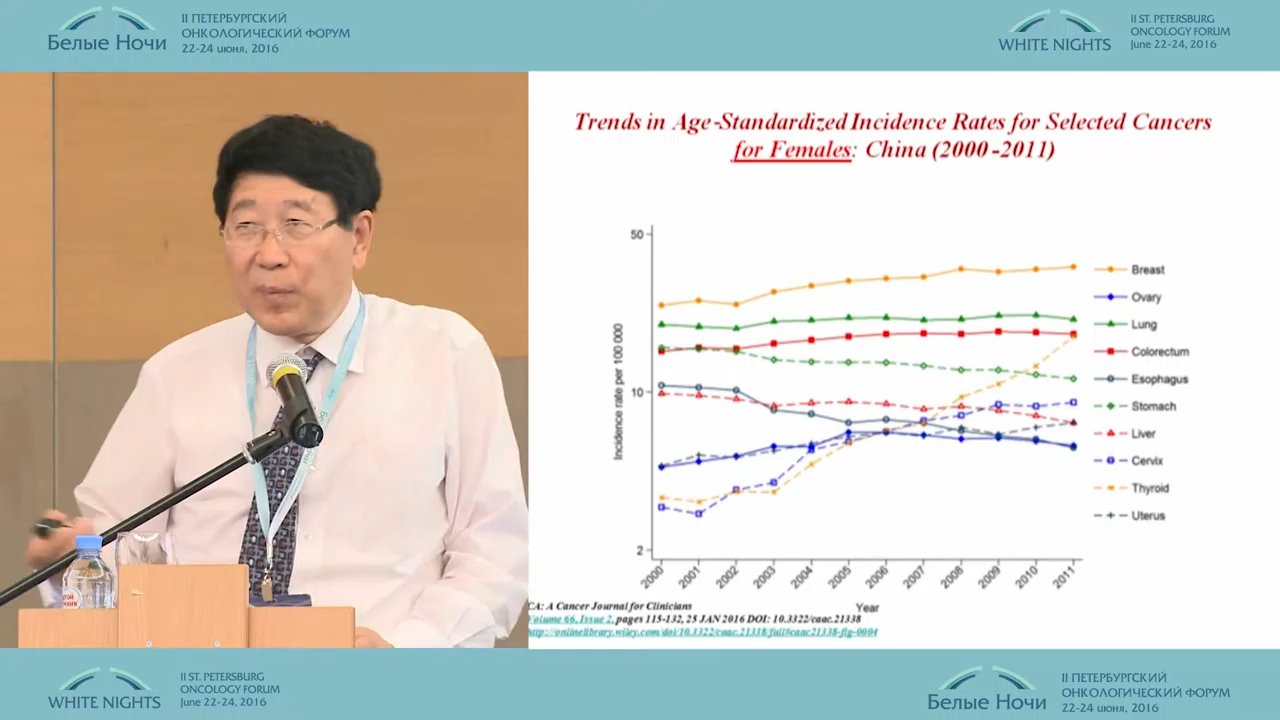 Белые Ночи
II ПЕТЕРБУРГСКИЙ
ОНКОЛОГИЧЕСКИЙ ФОРУМ
22-24 июня, 2016
WHITE NIGHTS
II ST. PETERSBURG
ONCOLOGY FORUM
June 22-24, 2016
Trends in Age-Standardized Incidence Rates for Selected Cancers
for Females: China (2000-2011)
50
10
2
Incidence rate per 100 000
2000
2001
2002
2003
2004
2005
2006
2007
2008
2009
2010
2011
Year
Breast
Ovary
Lung
Colorectum
Esophagus
Stomach
Liver
Cervix
Thyroid
Uterus
CA: A Cancer Journal for Clinicians
Volume 66, Issue 2, pages 115-132, 25 JAN 2016 DOI: 10.3322/caac.21338
http://onlinelibrary.wiley.com/doi/10.3322/caac.21338/full#caac21338-fig-0004
WHITE NIGHTS
II ST. PETERSBURG
ONCOLOGY FORUM
June 22-24, 2016
Белые Ночи
II ПЕТЕРБУРГСКИЙ
ОНКОЛОГИЧЕСКИЙ ФОРУМ
22-24 июня, 2016